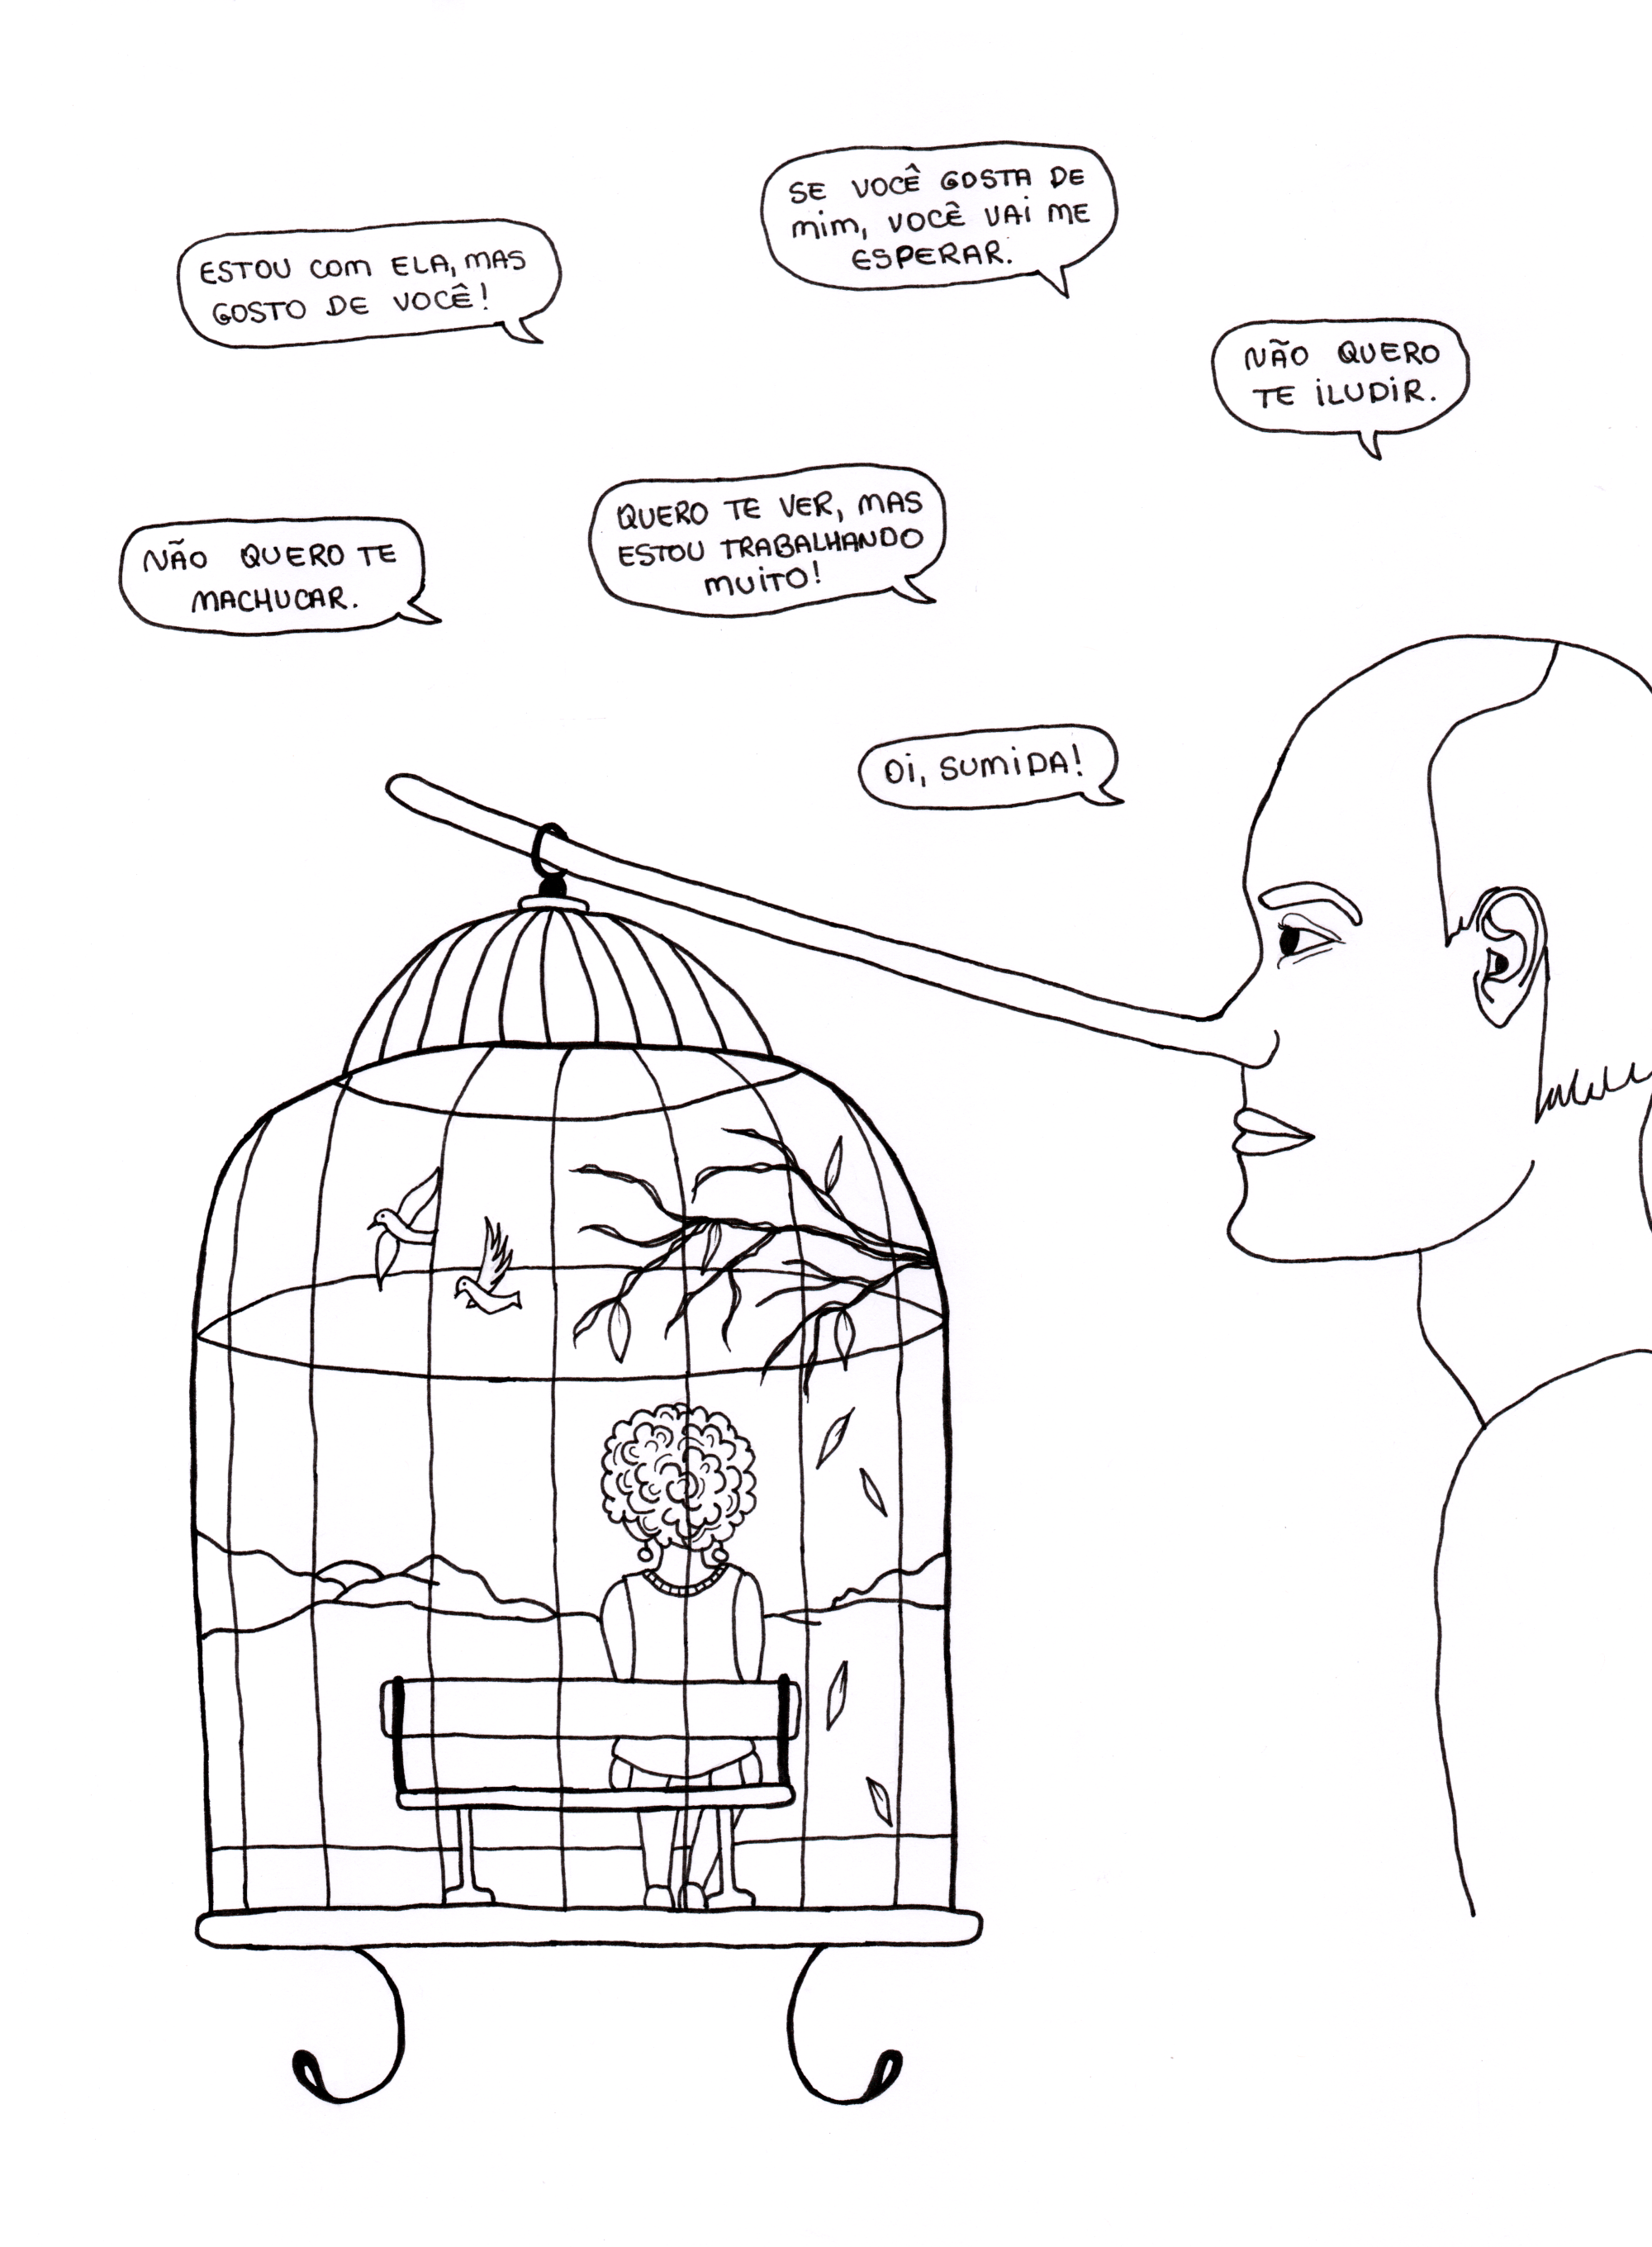 SE VOCÊ GOSTA DE
mim, VOCÊ VAI ME
ESPERAR.
ESTOU COM ELA, MAS
GOSTO DE VOCÊ!
NÃO QUERO
TE ILUDIR.
QUERO TE VER, MAS
ESTOU TRABALHANDO
MUITO!
NÃO QUERO TE
MACHUCAR.
OI, SUMIDA!